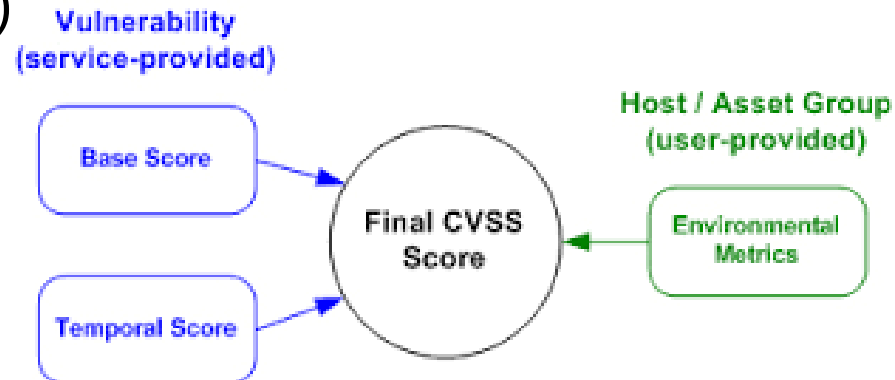 )
Vulnerability
(service-provided)
Host / Asset Group
(user-provided)
Base Score
Final CVSS
Score
Environmental
Metrics
Temporal Score